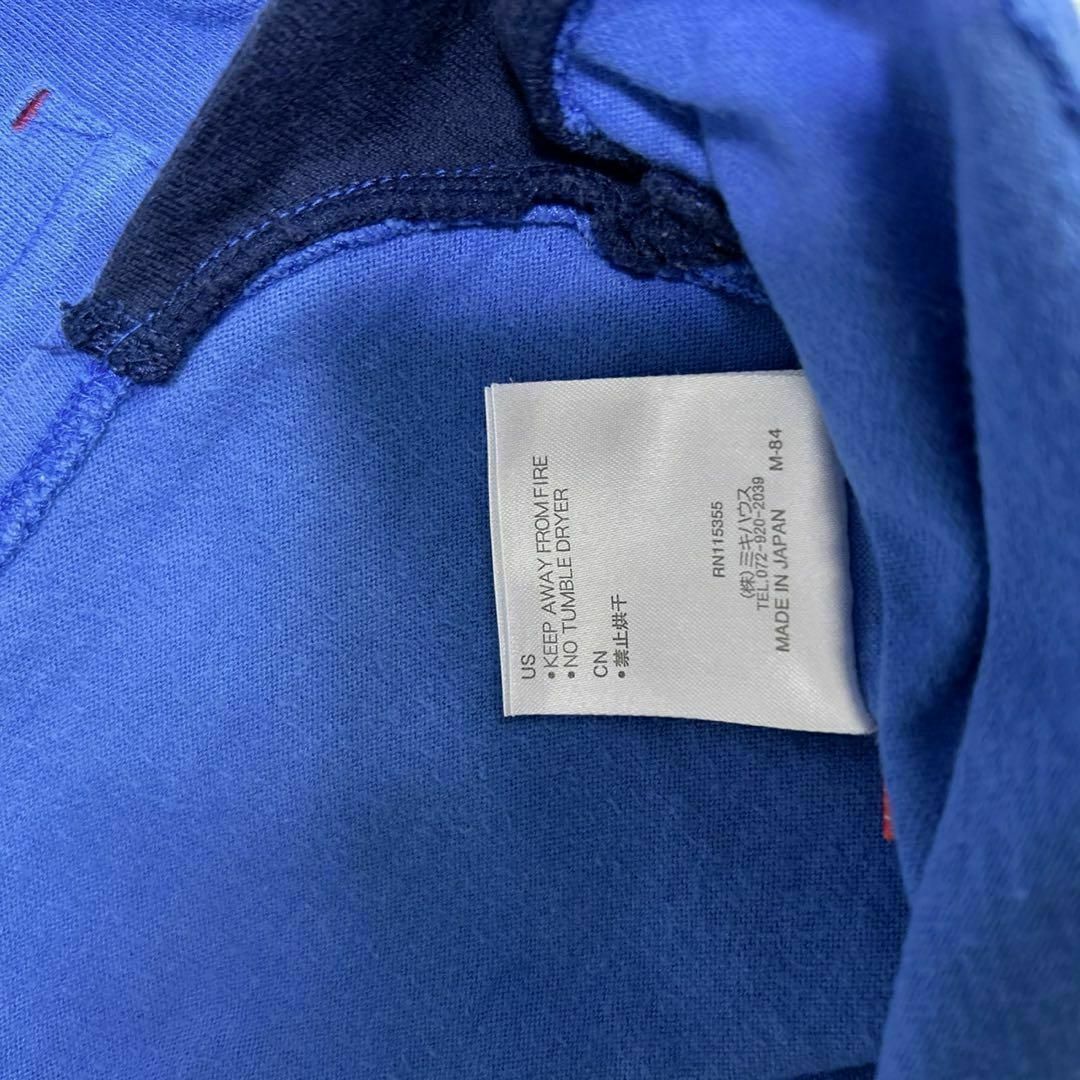 US
•KEEP AWAY FROM FIRE
•NO TUMBLE DRYER
CN
•禁止烘干
RN115355
(株)ミキハウス
TEL.072-920-2039
MADE IN JAPAN M-84